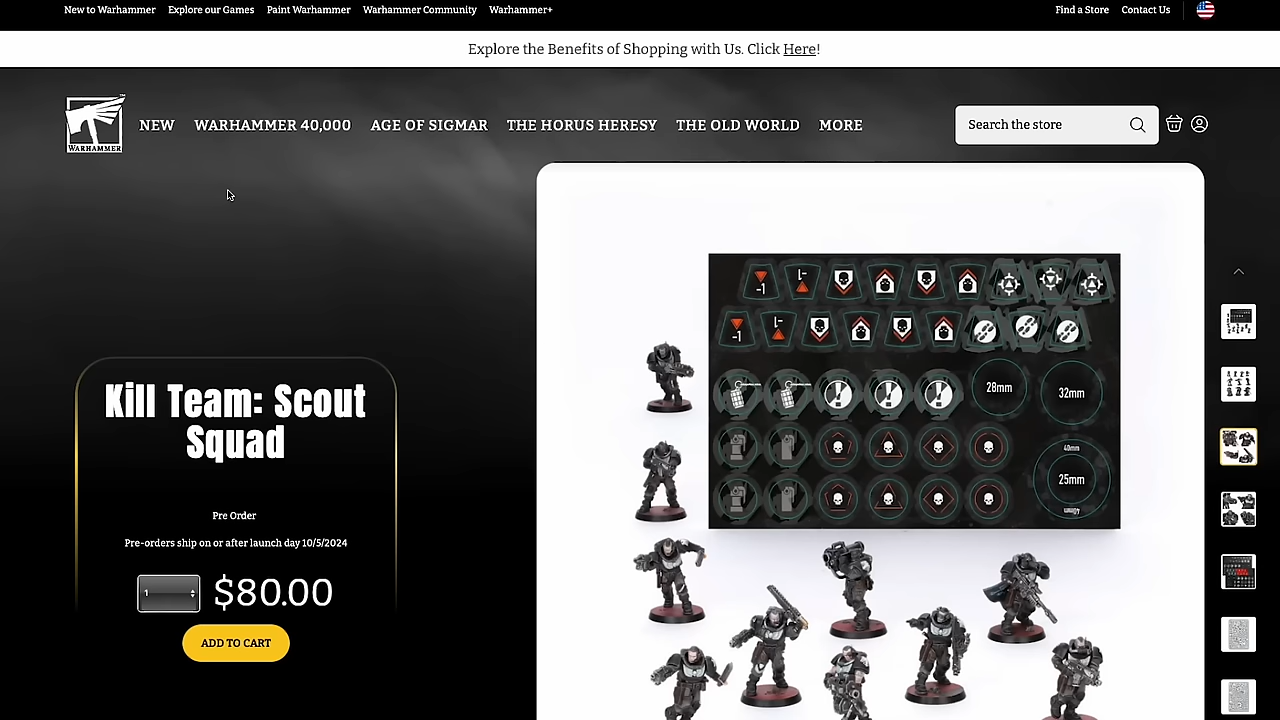 New to Warhammer Explore our Games Paint Warhammer Warhammer Community Warhammer+ Find a Store Contact Us
Explore the Benefits of Shopping with Us. Click Here!
WARHAMMER
NEW WARHAMMER 40,000 AGE OF SIGMAR THE HORUS HERESY THE OLD WORLD MORE
Search the store
Kill Team: Scout
Squad
Pre Order
Pre-orders ship on or after launch day 10/5/2024
1 $80.00
ADD TO CART
-1 -1
-1 -1
28mm 32mm
40mm
25mm
40mm